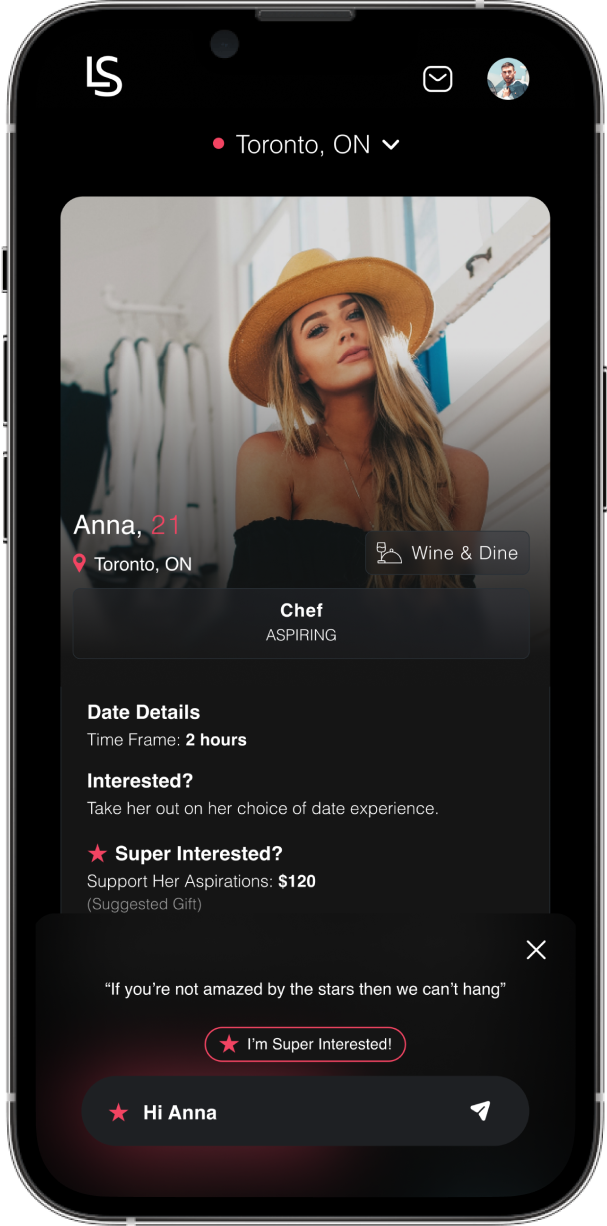 LS
Toronto, ON
Anna, 21
Toronto, ON
Wine & Dine
Chef
ASPIRING
Date Details
Time Frame: 2 hours
Interested?
Take her out on her choice of date experience.
Super Interested?
Support Her Aspirations: $120
(Suggested Gift)
“If you’re not amazed by the stars then we can’t hang”
I’m Super Interested!
Hi Anna